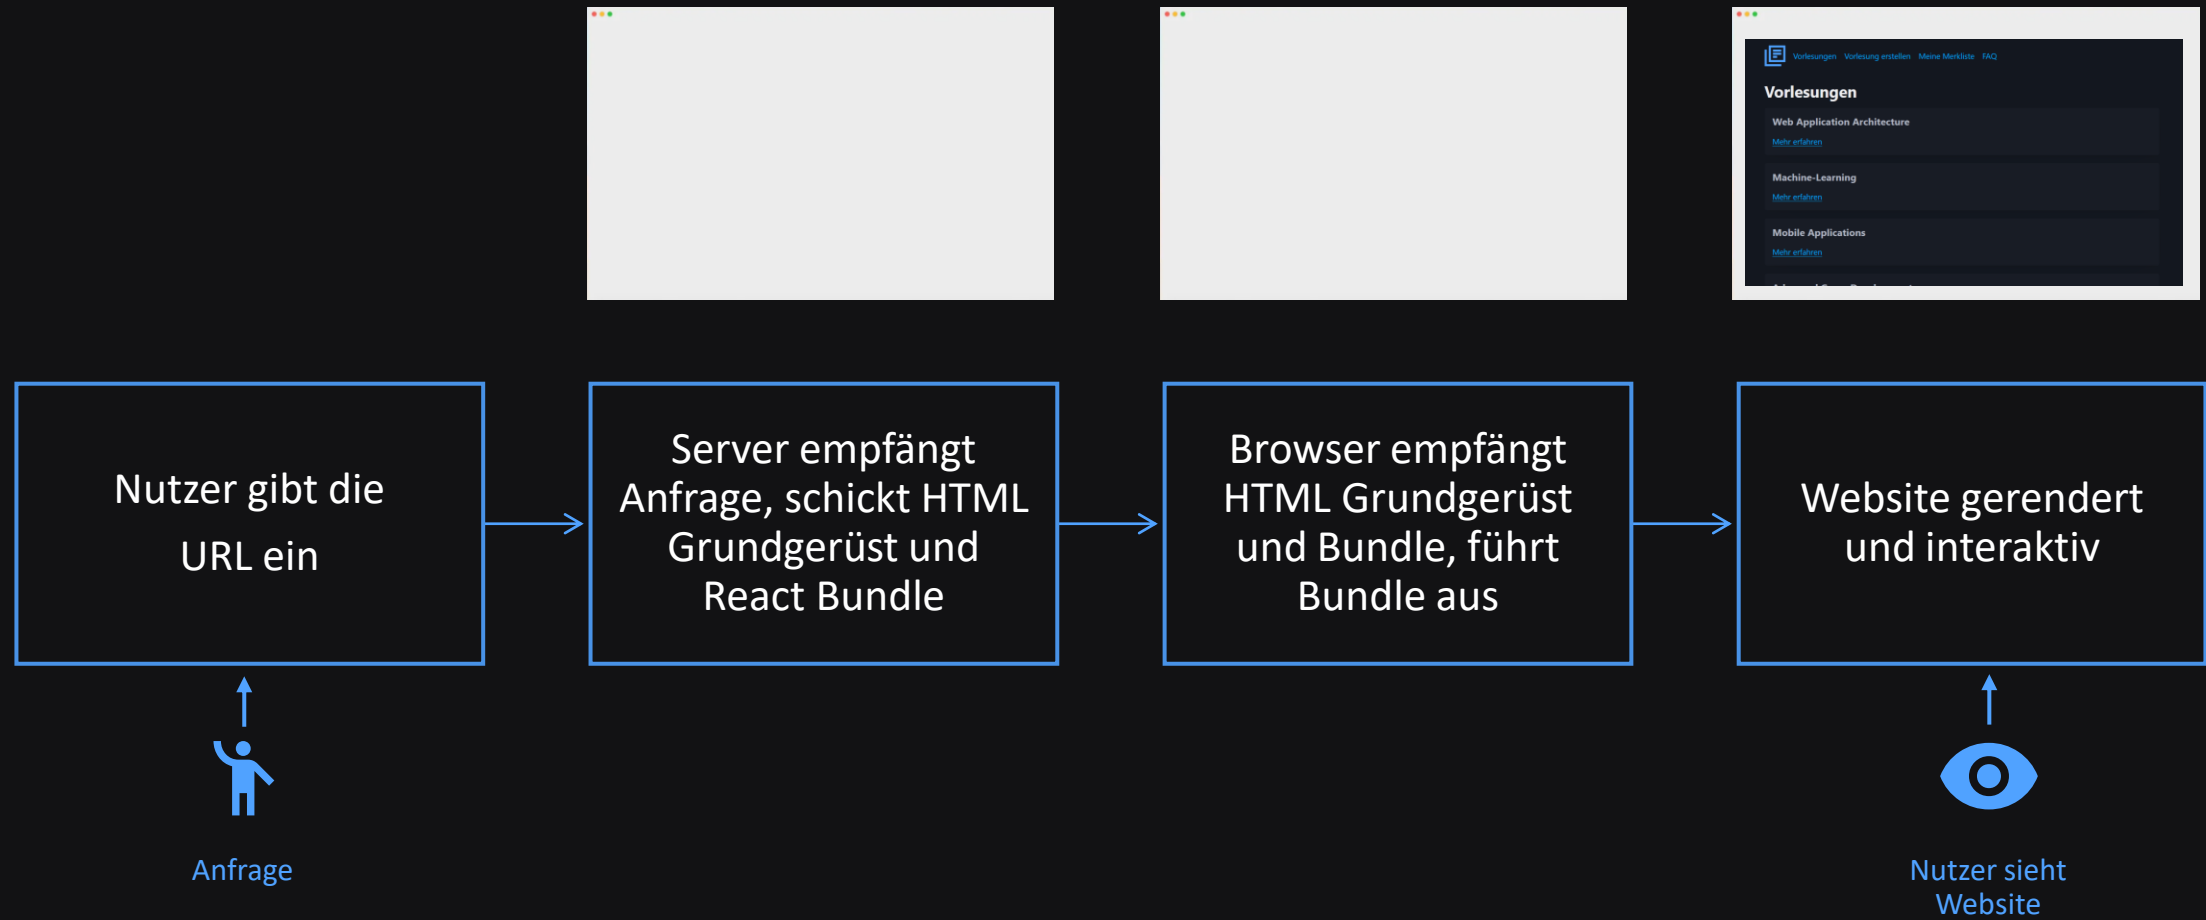 Vorlesungen Vorlesung erstellen Meine Merkliste FAQ
Vorlesungen
Web Application Architecture
Mehr erfahren
Machine-Learning
Mehr erfahren
Mobile Applications
Mehr erfahren
Nutzer gibt die
URL ein
Server empfängt
Anfrage, schickt HTML
Grundgerüst und
React Bundle
Browser empfängt
HTML Grundgerüst
und Bundle, führt
Bundle aus
Website gerendert
und interaktiv
Anfrage
Nutzer sieht
Website